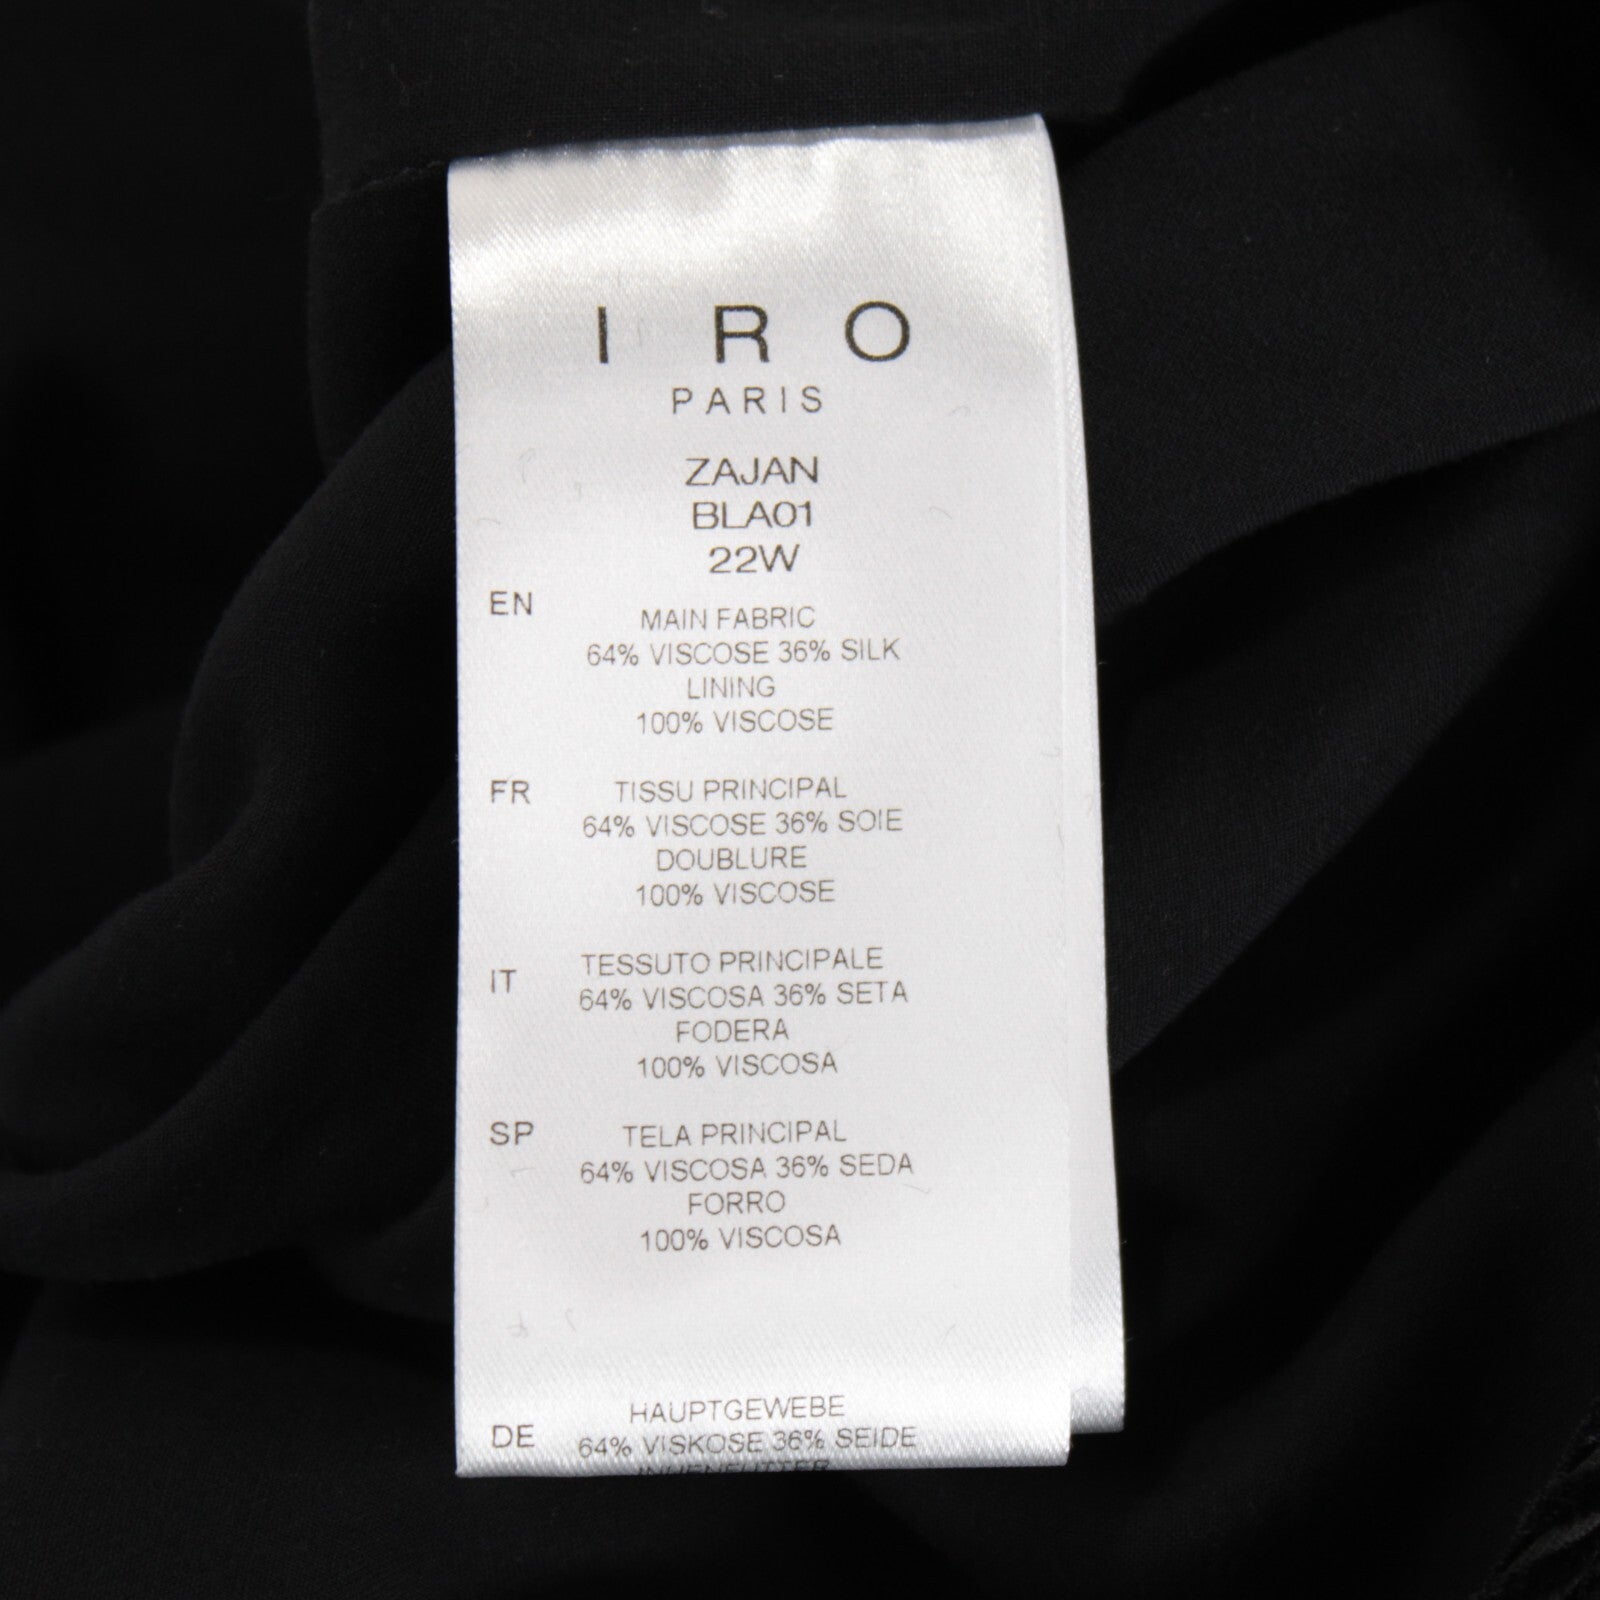 IRO
PARIS
ZAJAN
BLA01
22W
EN
MAIN FABRIC
64% VISCOSE 36% SILK
LINING
100% VISCOSE
FR
TISSU PRINCIPAL
64% VISCOSE 36% SOIE
DOUBLURE
100% VISCOSE
IT
TESSUTO PRINCIPALE
64% VISCOSA 36% SETA
FODERA
100% VISCOSA
SP
TELA PRINCIPAL
64% VISCOSA 36% SEDA
FORRO
100% VISCOSA
HAUPTGEWEBE
DE 64% VISKOSE 36% SEIDE